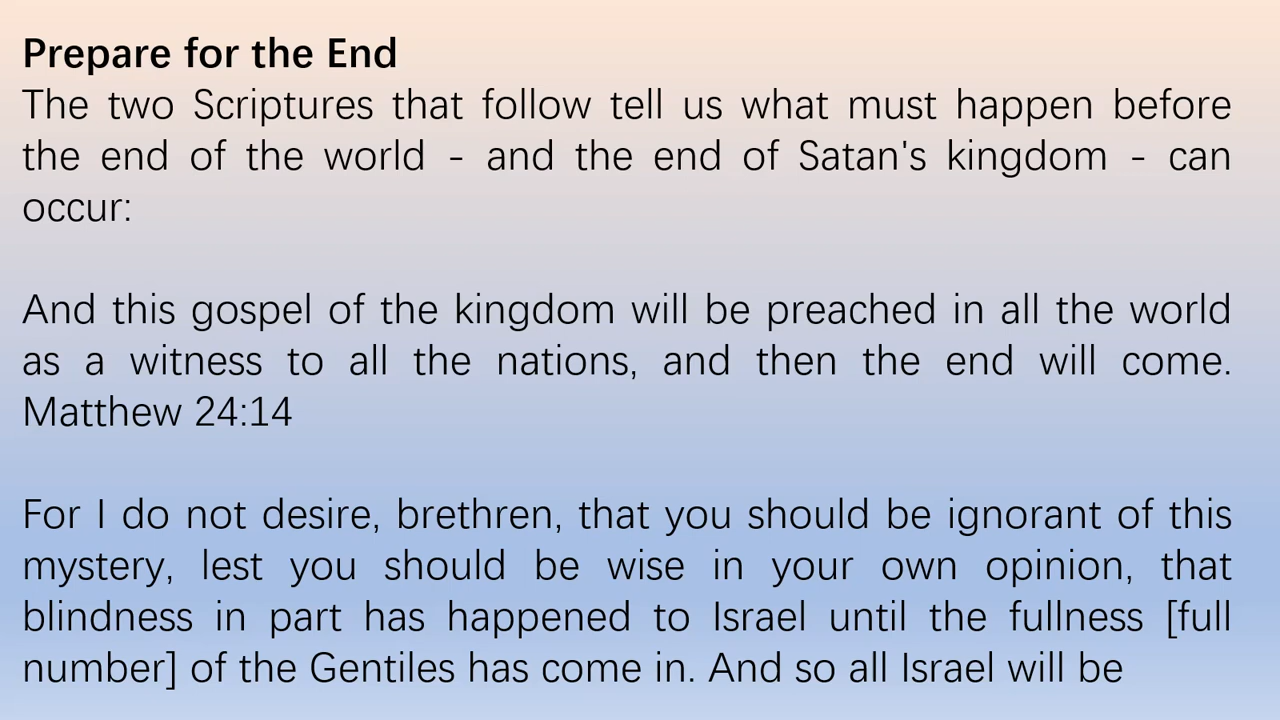 Prepare for the End
The two Scriptures that follow tell us what must happen before
the end of the world - and the end of Satan's kingdom - can
occur:
And this gospel of the kingdom will be preached in all the world
as a witness to all the nations, and then the end will come.
Matthew 24:14
For I do not desire, brethren, that you should be ignorant of this
mystery, lest you should be wise in your own opinion, that
blindness in part has happened to Israel until the fullness [full
number] of the Gentiles has come in. And so all Israel will be